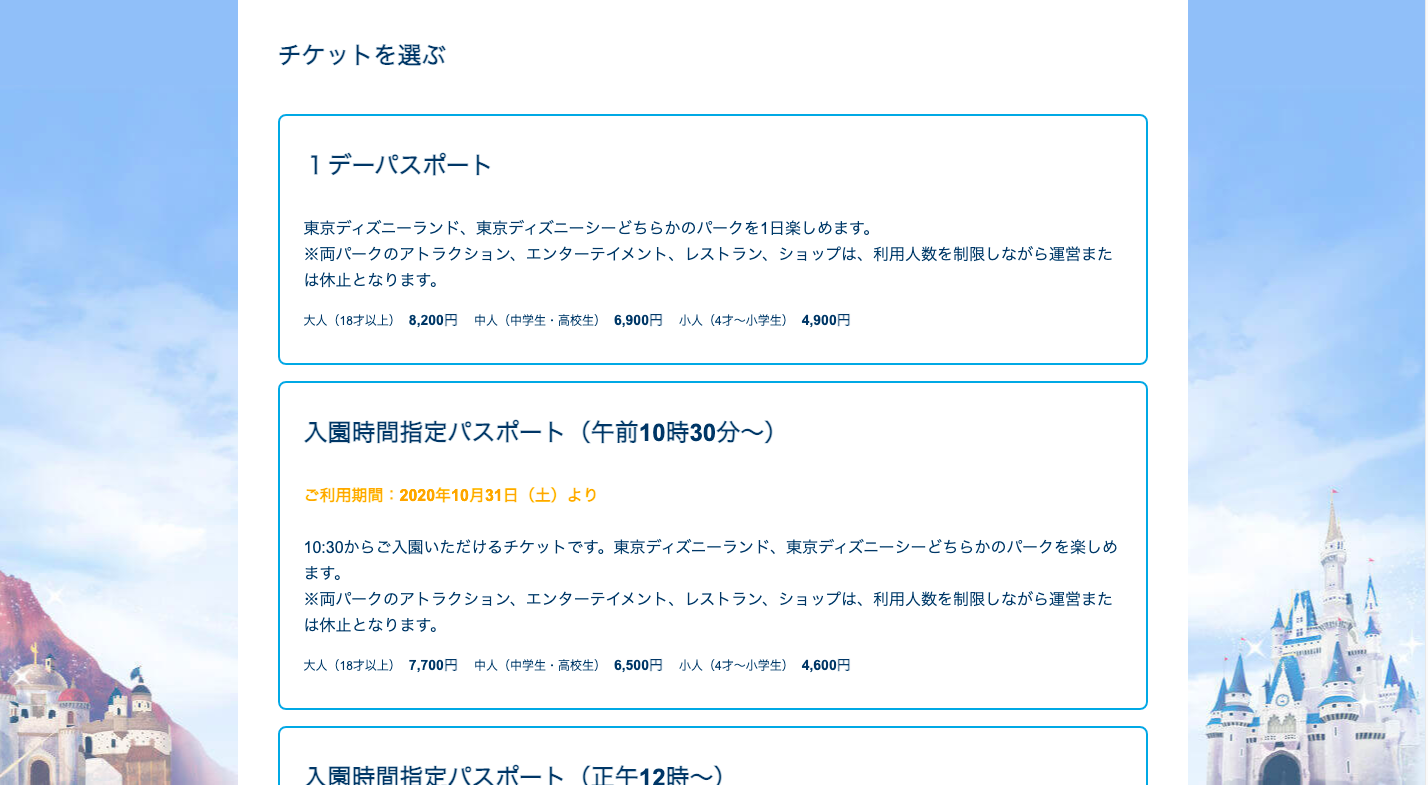 チケットを選ぶ
１デーパスポート
東京ディズニーランド、東京ディズニーシーどちらかのパークを1日楽しめます。
※両パークのアトラクション、エンターテイメント、レストラン、ショップは、利用人数を制限しながら運営また
は休止となります。
大人（18才以上） 8,200円 中人（中学生・高校生） 6,900円 小人（4才〜小学生） 4,900円
入園時間指定パスポート（午前10時30分〜）
ご利用期間：2020年10月31日（土）より
10:30からご入園いただけるチケットです。東京ディズニーランド、東京ディズニーシーどちらかのパークを楽しめ
ます。
※両パークのアトラクション、エンターテイメント、レストラン、ショップは、利用人数を制限しながら運営また
は休止となります。
大人（18才以上） 7,700円 中人（中学生・高校生） 6,500円 小人（4才〜小学生） 4,600円
入園時間指定パスポート（正午12時〜）